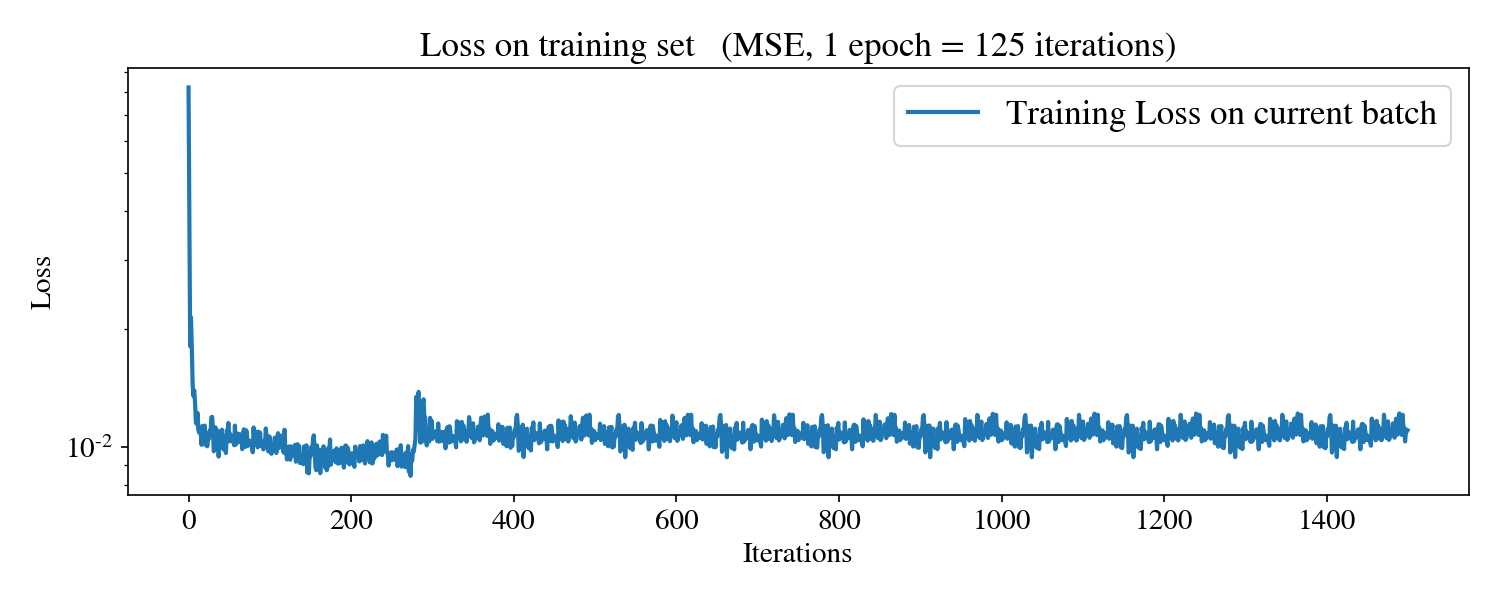 Loss on training set (MSE, 1 epoch = 125 iterations)
Training Loss on current batch
Loss
10⁻²
0 200 400 600 800 1000 1200 1400
Iterations